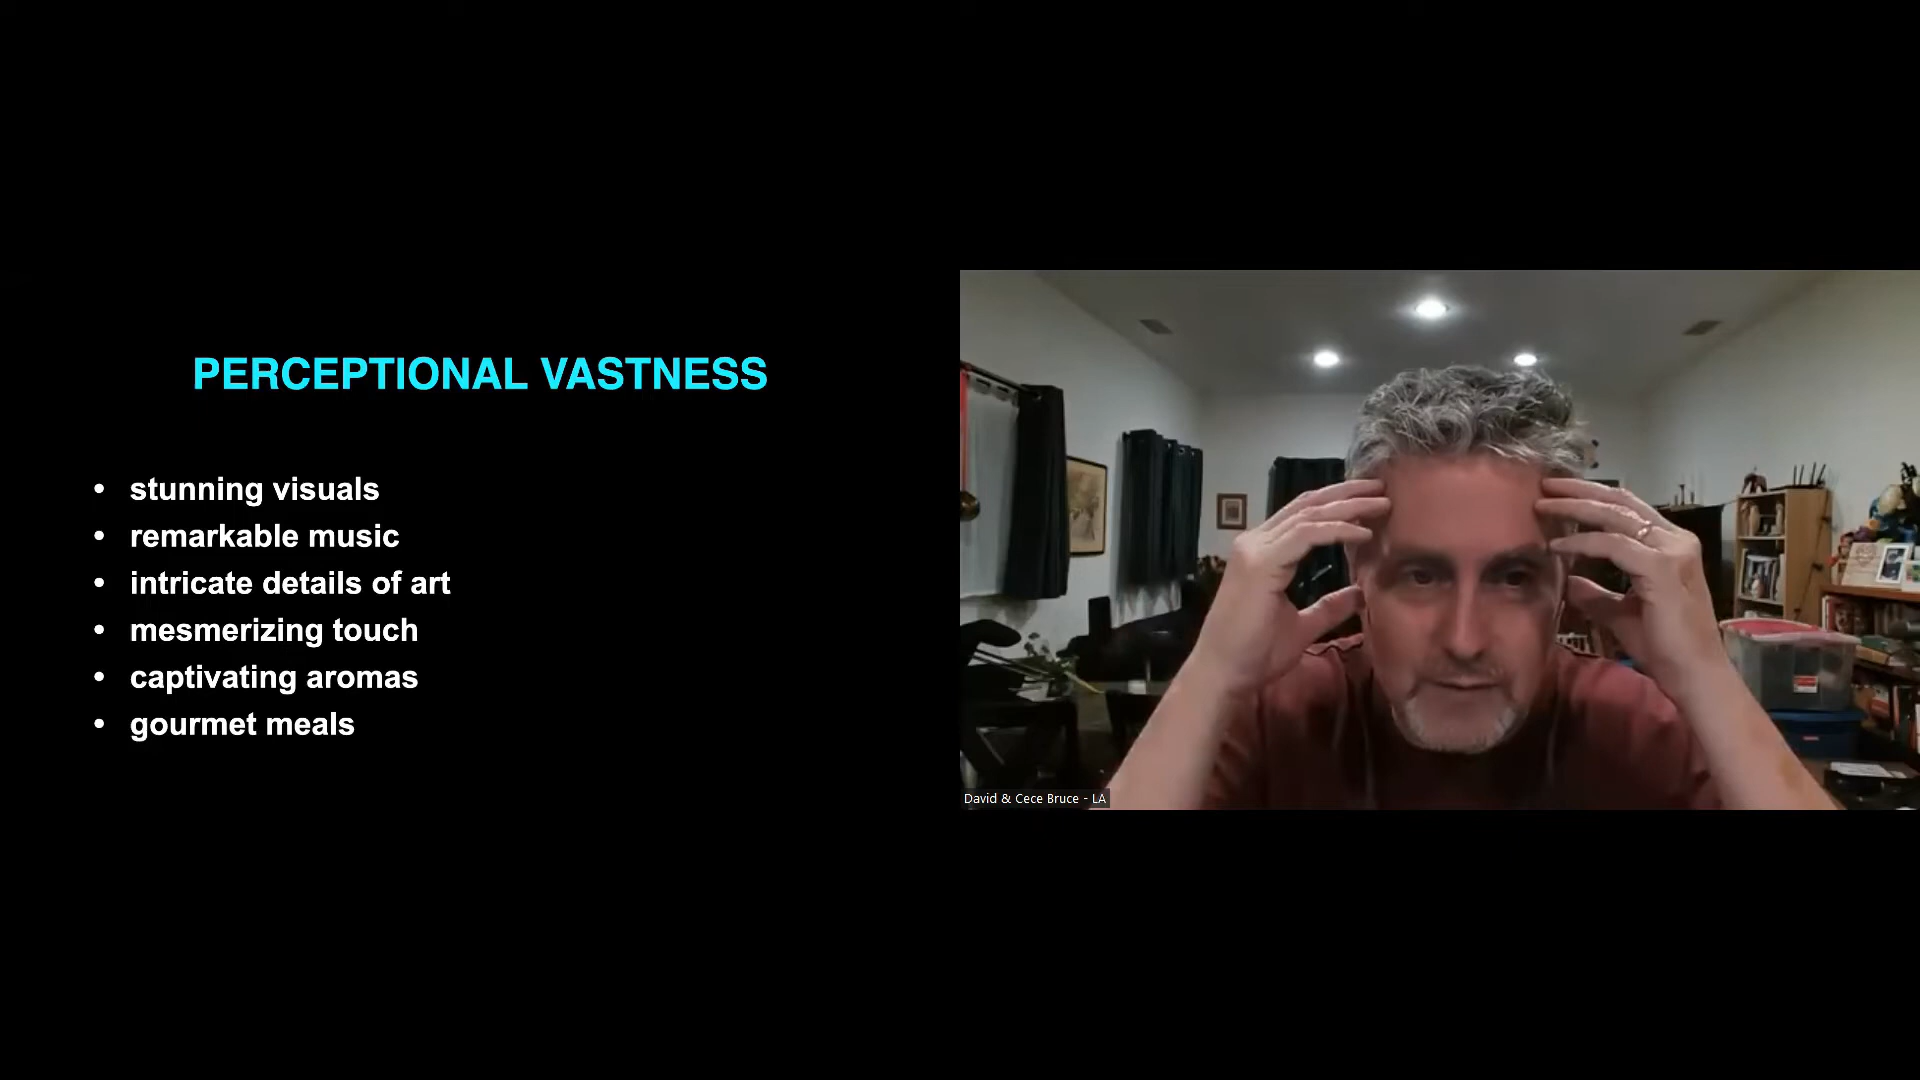 PERCEPTIONAL VASTNESS
• stunning visuals
• remarkable music
• intricate details of art
• mesmerizing touch
• captivating aromas
• gourmet meals
David & Cece Bruce - LA